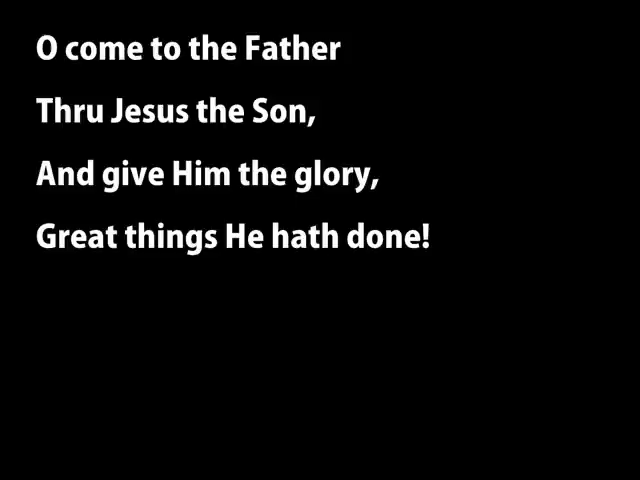 O come to the Father
Thru Jesus the Son,
And give Him the glory,
Great things He hath done!